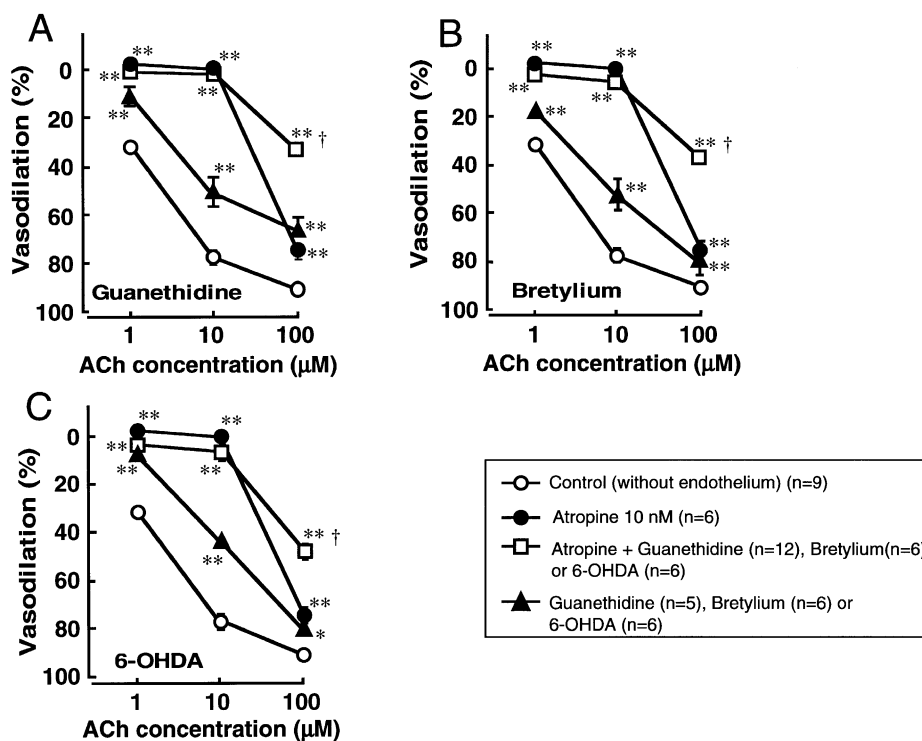 A
Vasodilation (%)
0
20
40
60
80
100
** ** ** ** ** ** ** † ** **
Guanethidine
1 10 100
ACh concentration (μM)
B
Vasodilation (%)
0
20
40
60
80
100
** ** ** ** ** ** ** † ** **
Bretylium
1 10 100
ACh concentration (μM)
C
Vasodilation (%)
0
20
40
60
80
100
** ** ** ** ** ** ** † ** *
6-OHDA
1 10 100
ACh concentration (μM)
Control (without endothelium) (n=9)
Atropine 10 nM (n=6)
Atropine + Guanethidine (n=12), Bretylium(n=6)
or 6-OHDA (n=6)
Guanethidine (n=5), Bretylium (n=6) or
6-OHDA (n=6)